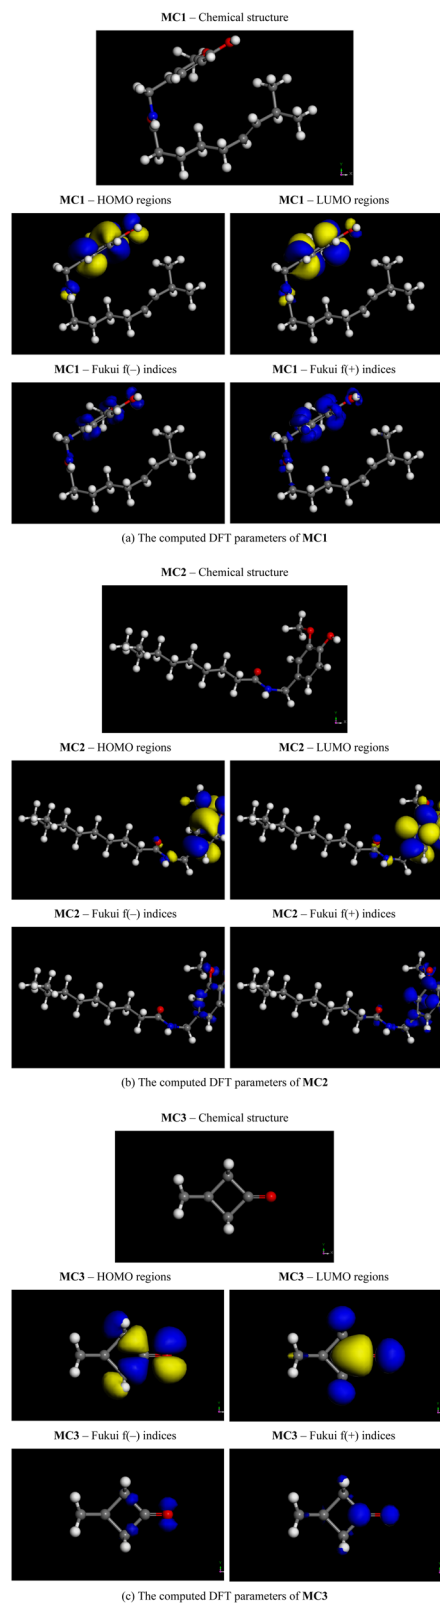 MC1 – Chemical structure
MC1 – HOMO regions
MC1 – LUMO regions
MC1 – Fukui f(–) indices
MC1 – Fukui f(+) indices
(a) The computed DFT parameters of MC1
MC2 – Chemical structure
MC2 – HOMO regions
MC2 – LUMO regions
MC2 – Fukui f(–) indices
MC2 – Fukui f(+) indices
(b) The computed DFT parameters of MC2
MC3 – Chemical structure
MC3 – HOMO regions
MC3 – LUMO regions
MC3 – Fukui f(–) indices
MC3 – Fukui f(+) indices
(c) The computed DFT parameters of MC3